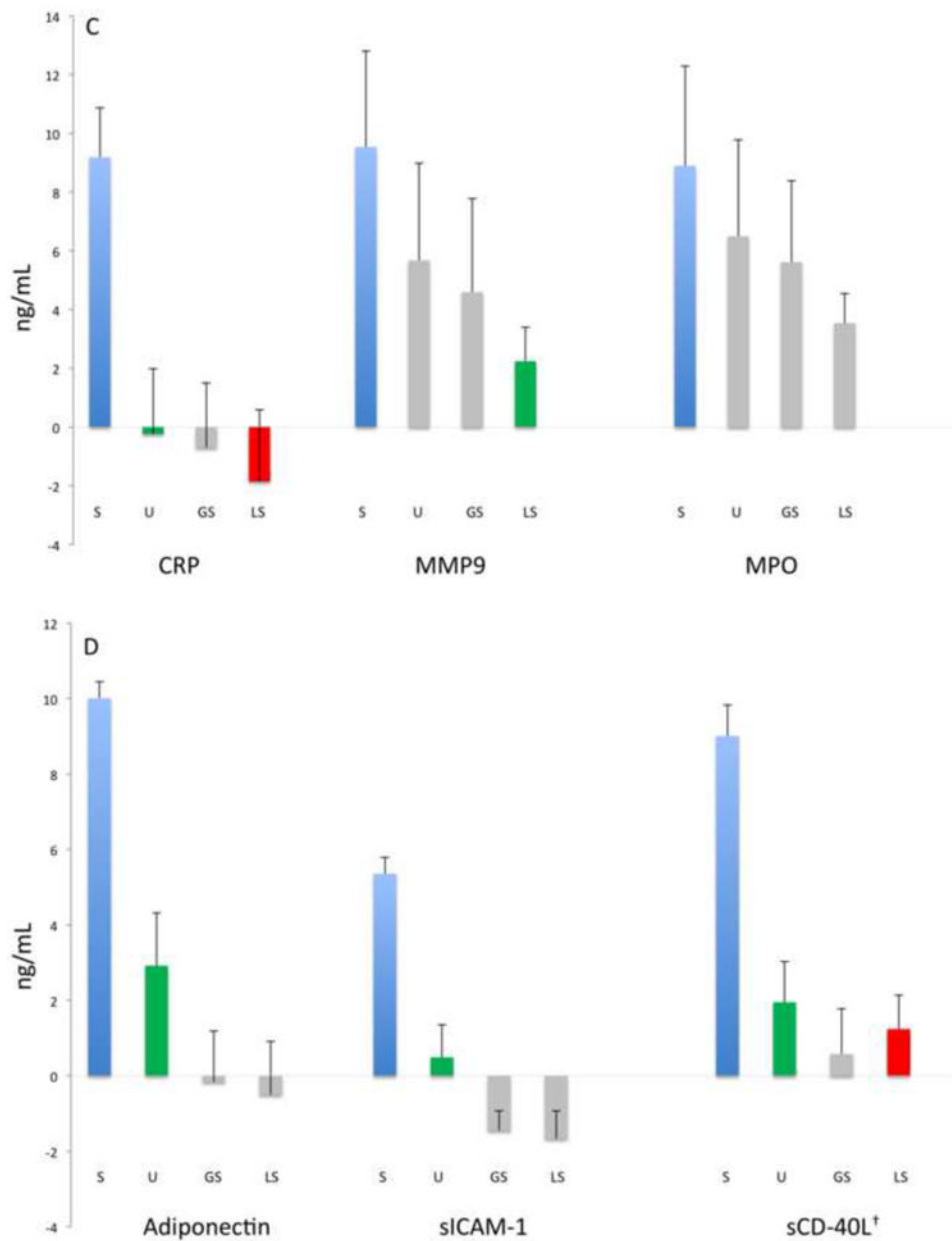 C
14
12
10
8
6
4
2
0
-2
-4
ng/mL
S U GS LS S U GS LS S U GS LS
CRP MMP9 MPO
D
12
10
8
6
4
2
0
-2
-4
ng/mL
S U GS LS S U GS LS S U GS LS
Adiponectin sICAM-1 sCD-40L†